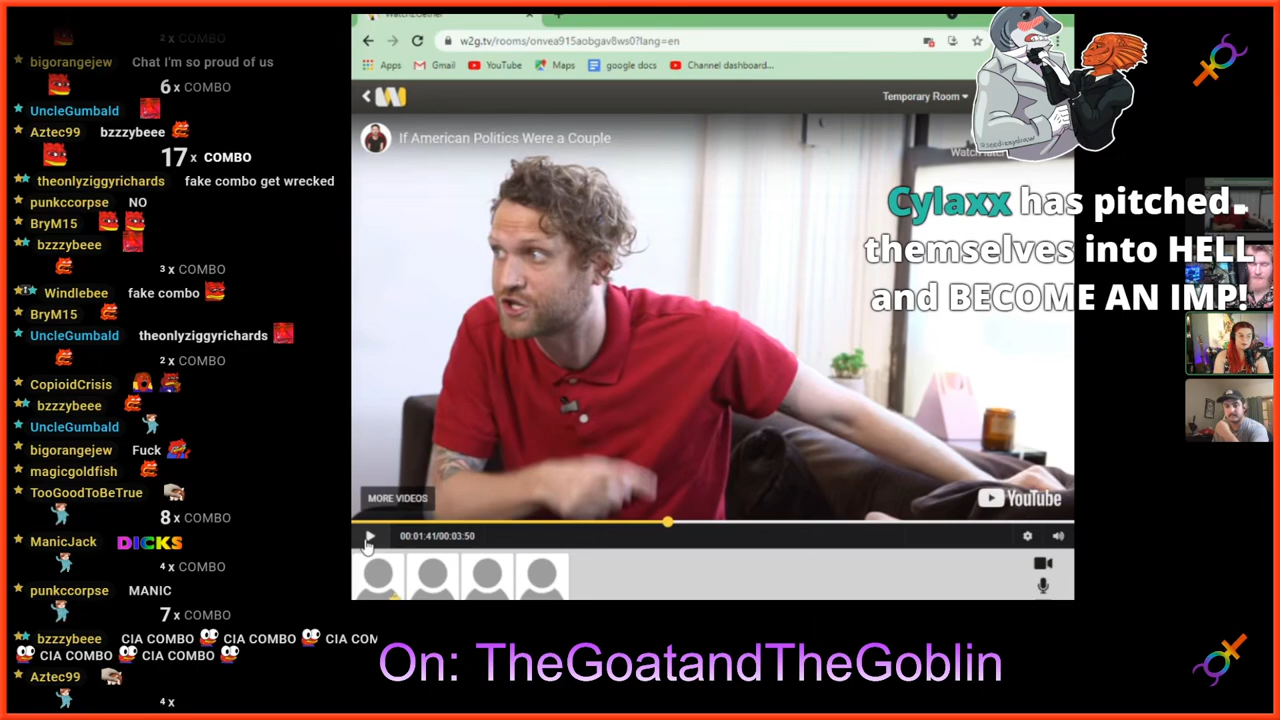 2 x COMBO
bigorangejew Chat I'm so proud of us
6 x COMBO
UncleGumbald
Aztec99 bzzzybeee
17 x COMBO
theonlyziggyrichards fake combo get wrecked
punkccorpse NO
BryM15
bzzzybeee
3 x COMBO
Windlebee fake combo
BryM15
UncleGumbald theonlyziggyrichards
2 x COMBO
CopioidCrisis
bzzzybeee
UncleGumbald
bigorangejew Fuck
magicgoldfish
TooGoodToBeTrue
8 x COMBO
ManicJack DICKS
4 x COMBO
punkccorpse MANIC
7 x COMBO
bzzzybeee CIA COMBO CIA COMBO CIA COM
CIA COMBO CIA COMBO
Aztec99
4 x
Watch2Gether
w2g.tv/rooms/onvea915aobgav8ws0?lang=en
Apps Gmail YouTube Maps google docs Channel dashboard...
Temporary Room
If American Politics Were a Couple
Watch later
@seedizzydraw
Cylaxx has pitched
themselves into HELL
and BECOME AN IMP!
MORE VIDEOS
YouTube
00:01:41/00:03:50
On: TheGoatandTheGoblin